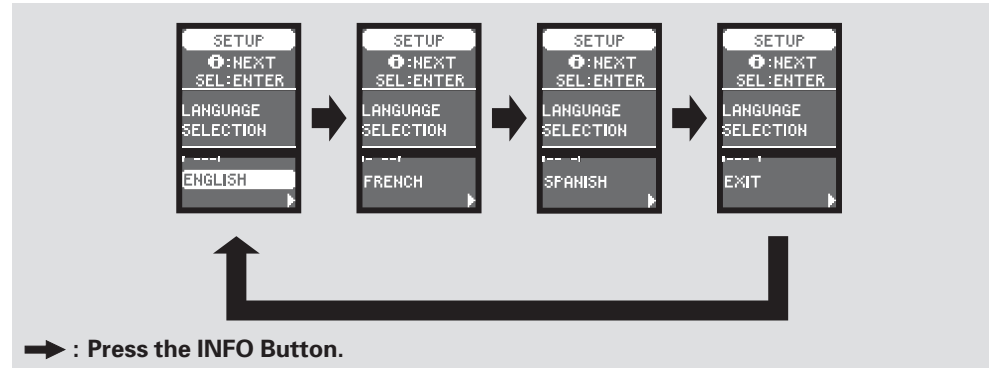 SETUP
ⓘ:NEXT
SEL:ENTER
LANGUAGE
SELECTION
ENGLISH
SETUP
ⓘ:NEXT
SEL:ENTER
LANGUAGE
SELECTION
FRENCH
SETUP
ⓘ:NEXT
SEL:ENTER
LANGUAGE
SELECTION
SPANISH
SETUP
ⓘ:NEXT
SEL:ENTER
LANGUAGE
SELECTION
EXIT
: Press the INFO Button.